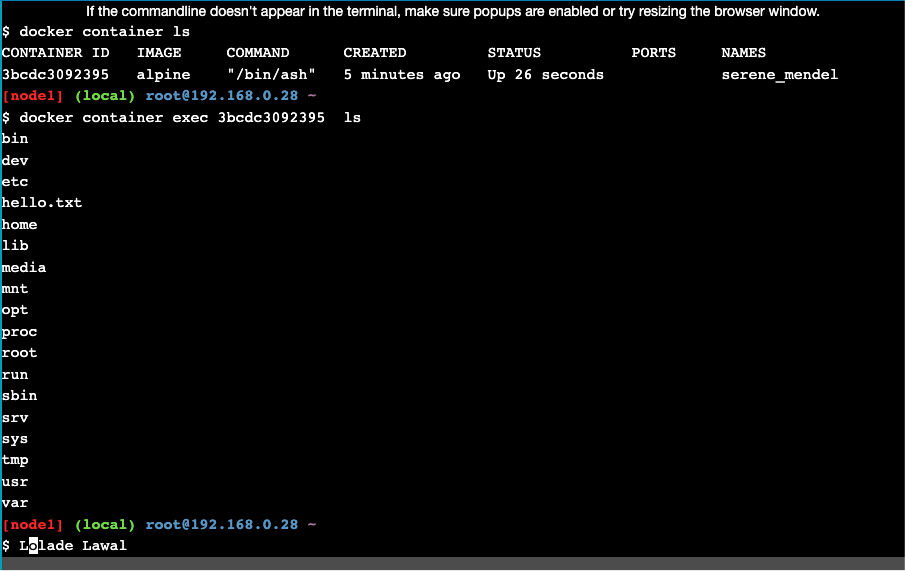 If the commandline doesn't appear in the terminal, make sure popups are enabled or try resizing the browser window.
$ docker container ls
CONTAINER ID   IMAGE     COMMAND      CREATED         STATUS          PORTS     NAMES
3bcdc3092395   alpine   "/bin/ash"   5 minutes ago   Up 26 seconds             serene_mendel
[node1] (local) root@192.168.0.28 ~
$ docker container exec 3bcdc3092395  ls
bin
dev
etc
hello.txt
home
lib
media
mnt
opt
proc
root
run
sbin
srv
sys
tmp
usr
var
[node1] (local) root@192.168.0.28 ~
$ Lolade Lawal